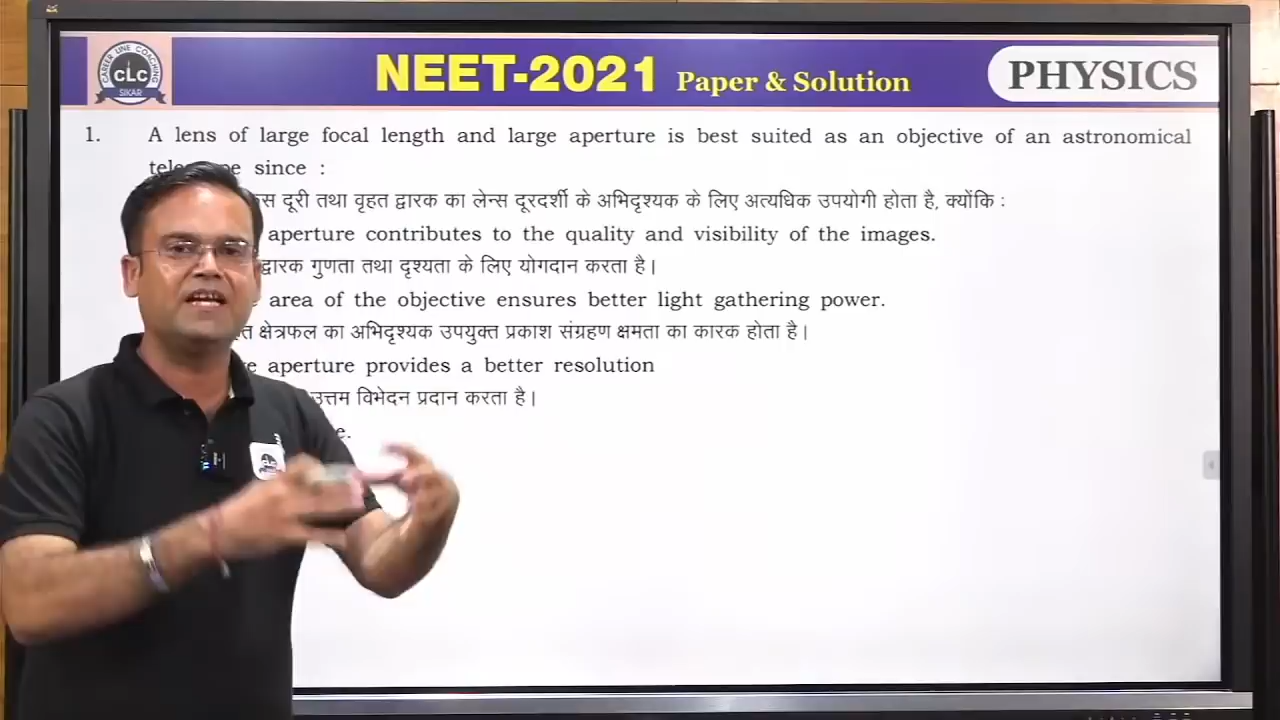 CAREER LINE COACHING
CLC
SIKAR
NEET-2021 Paper & Solution
PHYSICS
1. A lens of large focal length and large aperture is best suited as an objective of an astronomical
since :
दूरी तथा वृहत द्वारक का लेन्स दूरदर्शी के अभिदृश्यक के लिए अत्यधिक उपयोगी होता है, क्योंकि :
aperture contributes to the quality and visibility of the images.
द्वारक गुणता तथा दृश्यता के लिए योगदान करता है।
area of the objective ensures better light gathering power.
क्षेत्रफल का अभिदृश्यक उपयुक्त प्रकाश संग्रहण क्षमता का कारक होता है।
aperture provides a better resolution
उत्तम विभेदन प्रदान करता है।